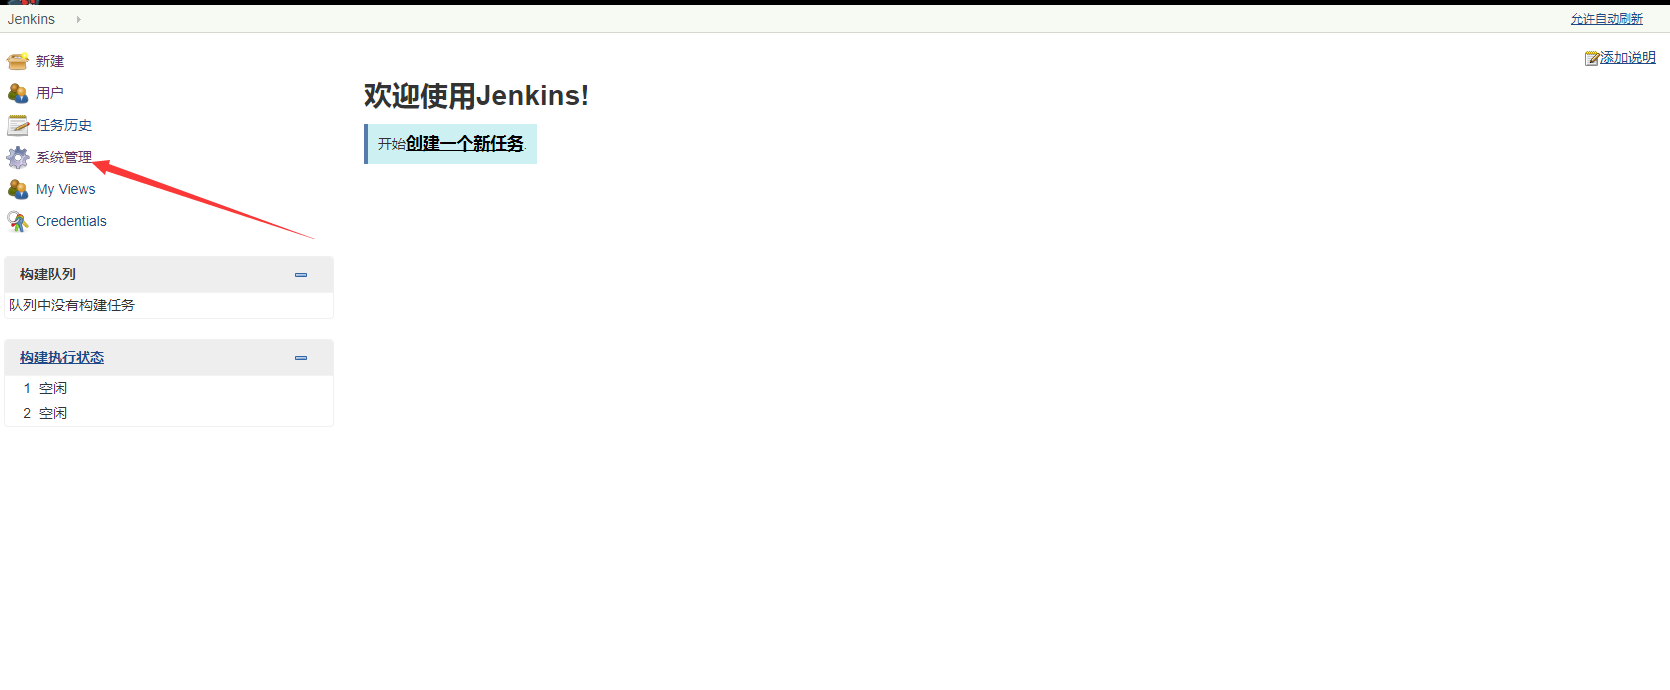 Jenkins
允许自动刷新
新建
用户
任务历史
系统管理
My Views
Credentials
构建队列
队列中没有构建任务
构建执行状态
1 空闲
2 空闲
添加说明
欢迎使用Jenkins!
开始创建一个新任务.